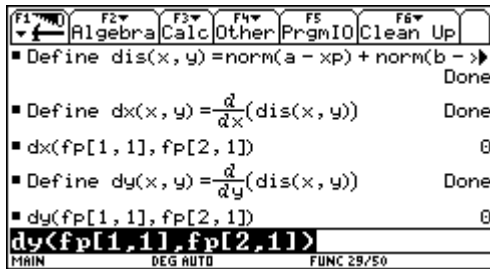 F1 F2 F3 F4 F5 F6
Algebra Calc Other PrgmIO Clean Up
▪ Define dis(x,y)=norm(a - xp) + norm(b - >▶
Done
▪ Define dx(x,y)=d/dx(dis(x,y)) Done
▪ dx(fp[1,1],fp[2,1]) 0
▪ Define dy(x,y)=d/dy(dis(x,y)) Done
▪ dy(fp[1,1],fp[2,1]) 0
dy(fp[1,1],fp[2,1])
MAIN DEG AUTO FUNC 29/50